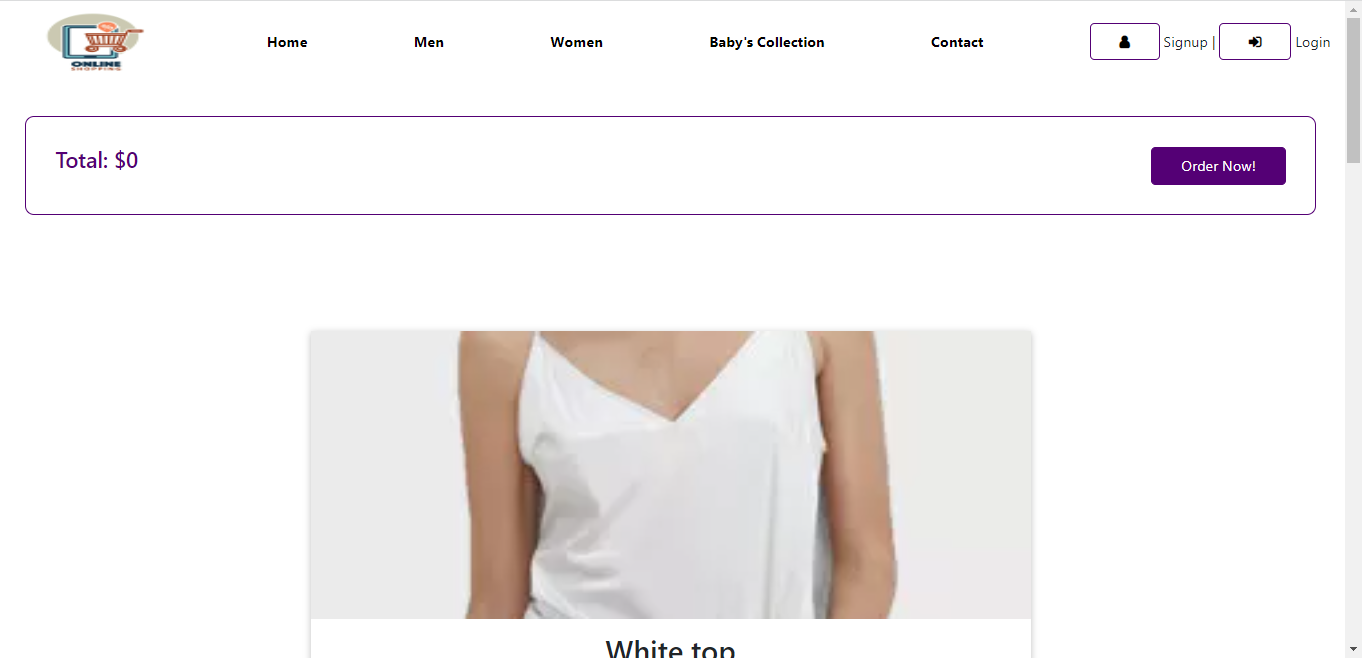 ONLINE
SHOPPING
Home
Men
Women
Baby's Collection
Contact
Signup |
Login
Total: $0
Order Now!
White top